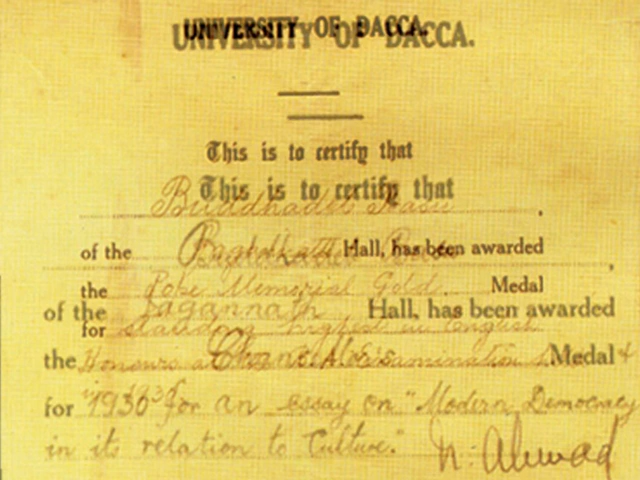 UNIVERSITY OF DACCA.
UNIVERSITY OF DACCA.
This is to certify that
This is to certify that
of the Hall, has been awarded
the Pope Memorial Gold Medal
of the Jagannath Hall, has been awarded
for standing highest in English
the Chancellor's Medal
Honours Examination
for 1930 for an essay on "Modern Democracy
in its relation to Culture."
N. Ahmad